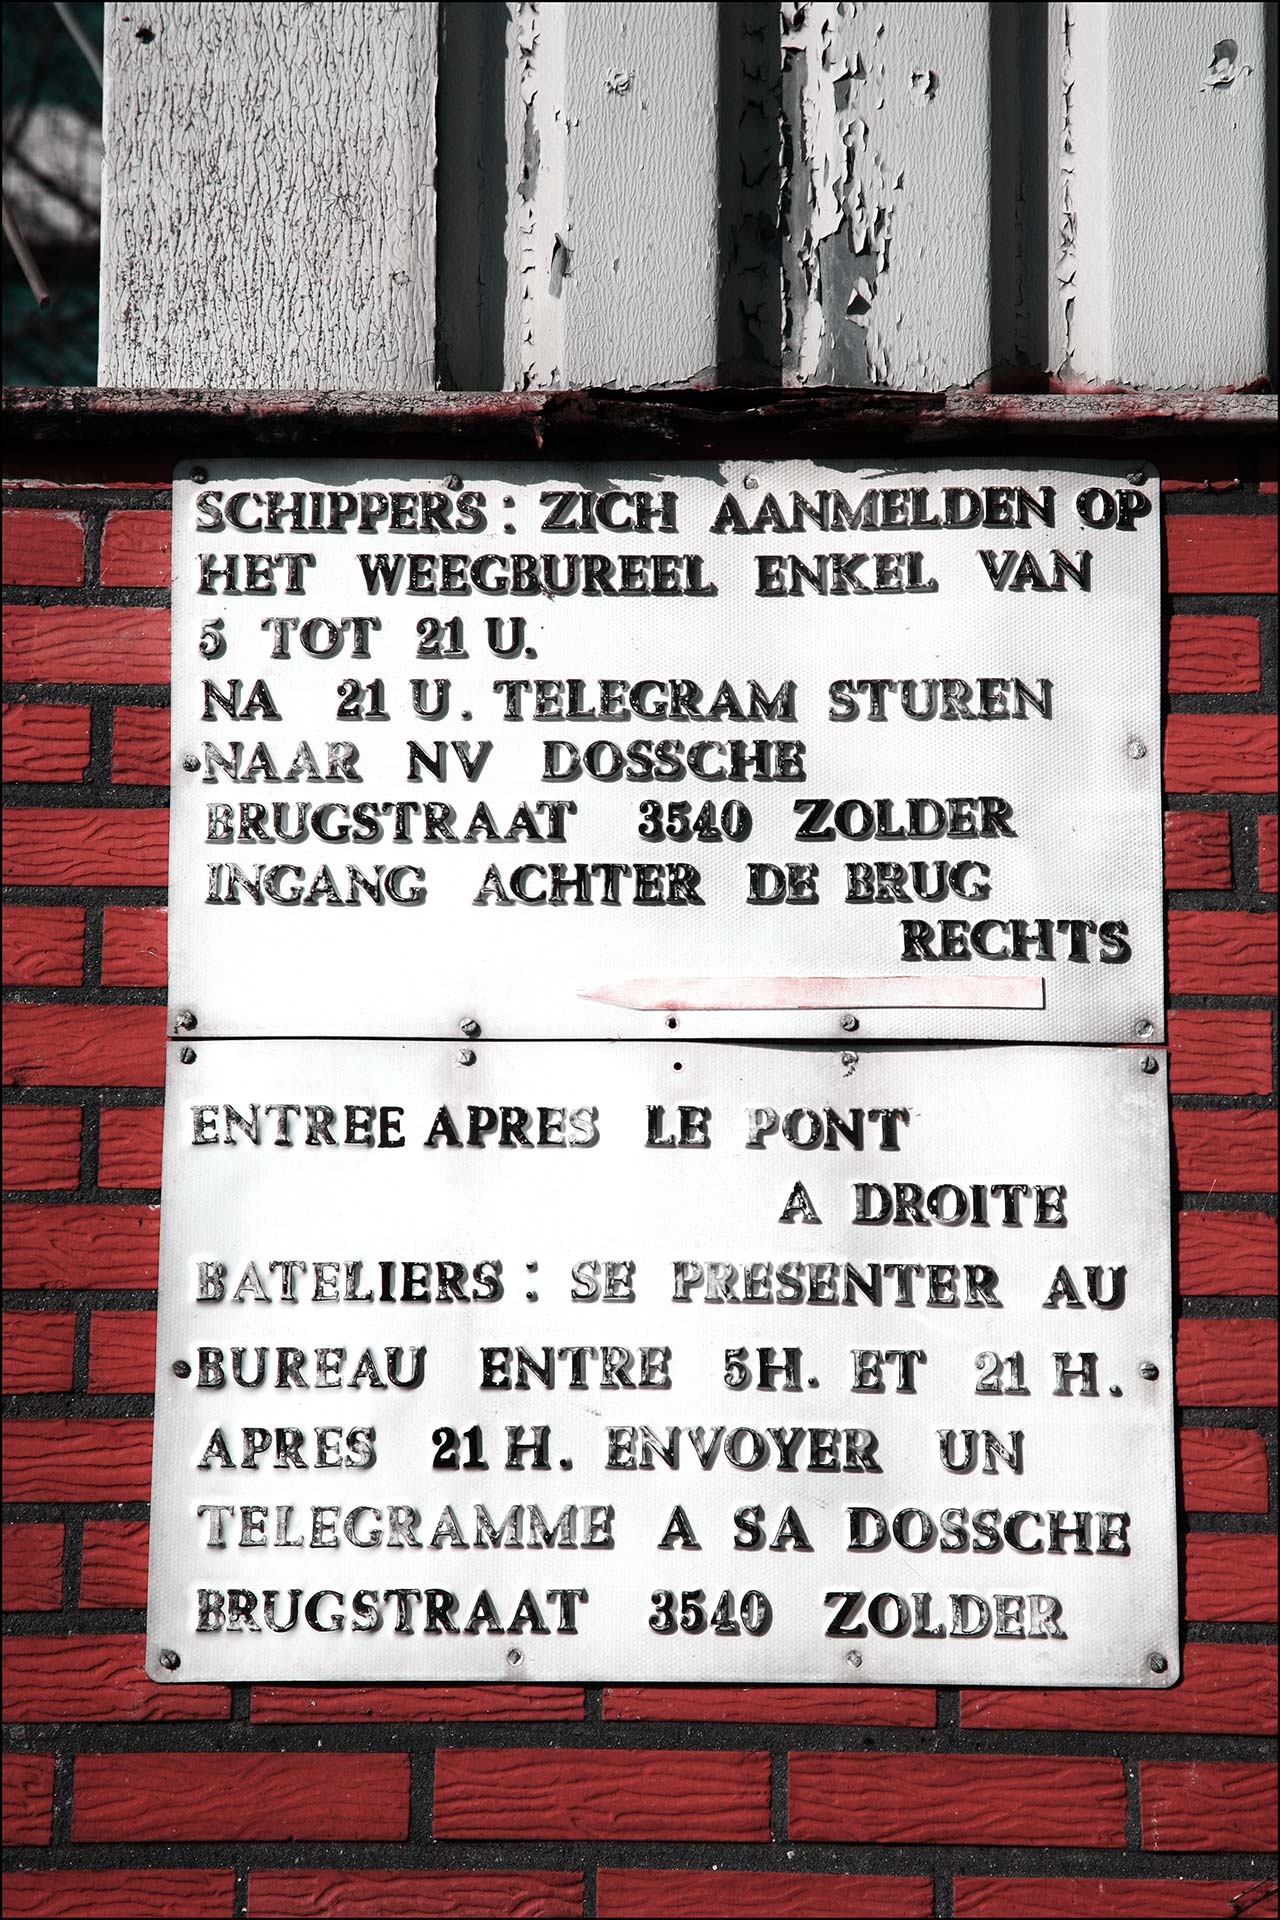 SCHIPPERS : ZICH AANMELDEN OP
HET WEEGBUREEL ENKEL VAN
5 TOT 21 U.
NA 21 U. TELEGRAM STUREN
NAAR NV DOSSCHE
BRUGSTRAAT 3540 ZOLDER
INGANG ACHTER DE BRUG
RECHTS
ENTREE APRES LE PONT
A DROITE
BATELIERS : SE PRESENTER AU
BUREAU ENTRE 5H. ET 21 H.
APRES 21 H. ENVOYER UN
TELEGRAMME A SA DOSSCHE
BRUGSTRAAT 3540 ZOLDER